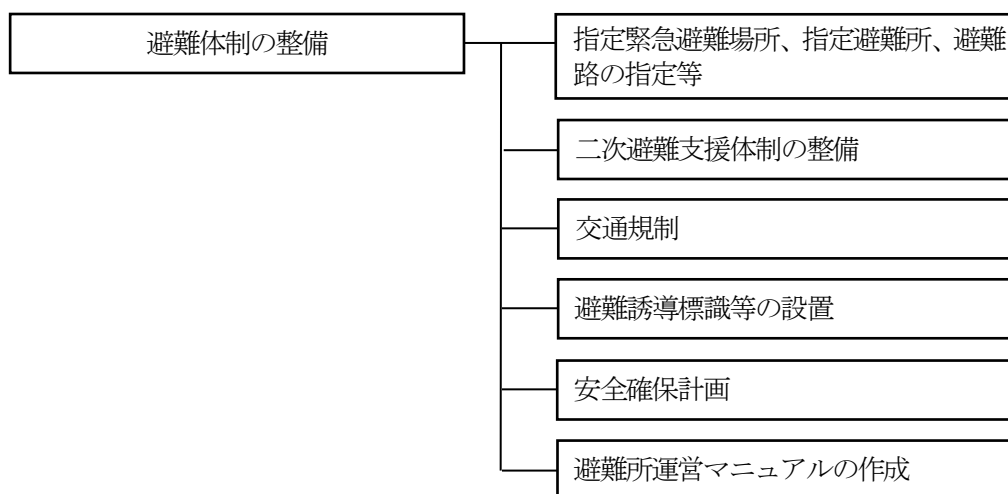 避難体制の整備
指定緊急避難場所、指定避難所、避難
路の指定等
二次避難支援体制の整備
交通規制
避難誘導標識等の設置
安全確保計画
避難所運営マニュアルの作成